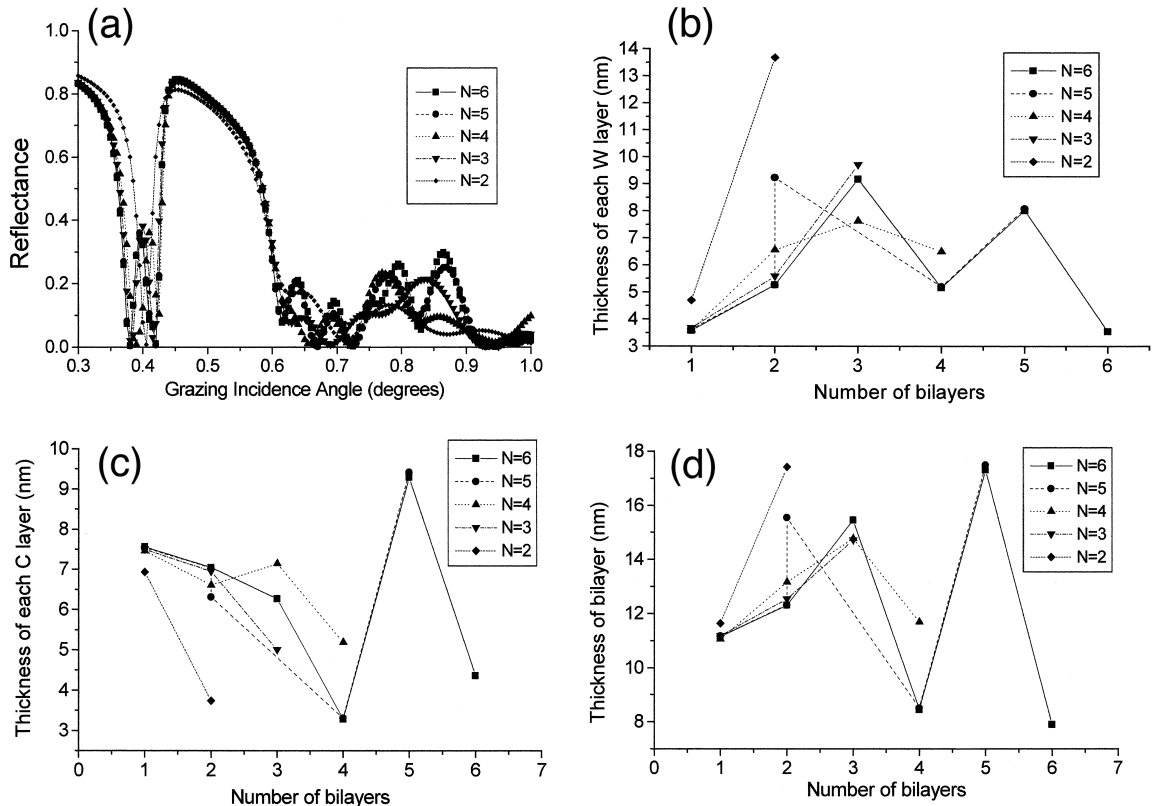 (a)
1.0
0.8
0.6
0.4
0.2
0.0
Reflectance
0.3 0.4 0.5 0.6 0.7 0.8 0.9 1.0
Grazing Incidence Angle (degrees)
N=6
N=5
N=4
N=3
N=2
(b)
14
13
12
11
10
9
8
7
6
5
4
3
Thickness of each W layer (nm)
1 2 3 4 5 6
Number of bilayers
N=6
N=5
N=4
N=3
N=2
(c)
10
9
8
7
6
5
4
3
Thickness of each C layer (nm)
0 1 2 3 4 5 6 7
Number of bilayers
N=6
N=5
N=4
N=3
N=2
(d)
18
16
14
12
10
8
Thickness of bilayer (nm)
0 1 2 3 4 5 6 7
Number of bilayers
N=6
N=5
N=4
N=3
N=2